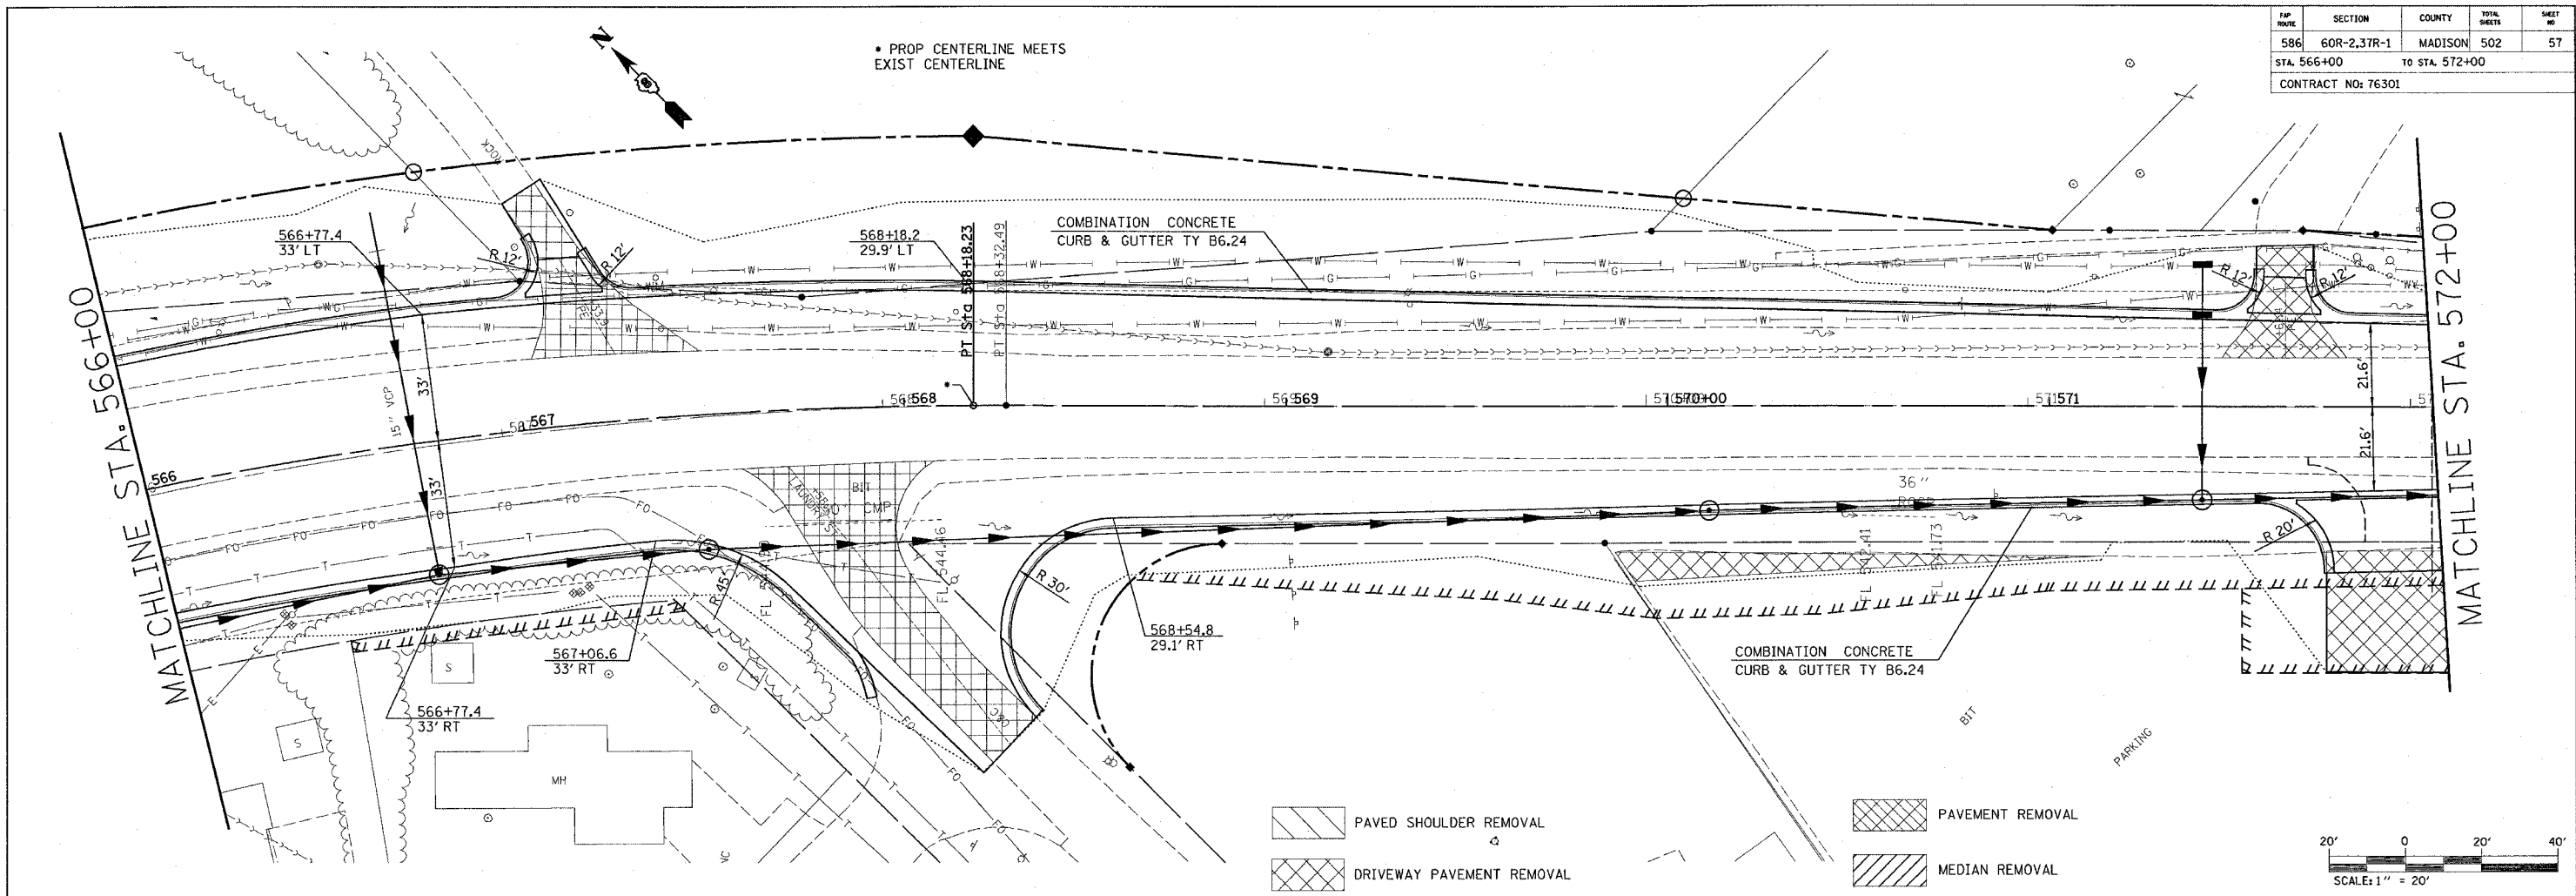 FAP ROUTE SECTION COUNTY TOTAL SHEETS SHEET NO
586 60R-2,37R-1 MADISON 502 57
STA. 566+00 TO STA. 572+00
CONTRACT NO: 76301
* PROP CENTERLINE MEETS
EXIST CENTERLINE
N
ROCK
566+77.4
33' LT
R 12'
R 12'
568+18.2
29.9' LT
PT Sta 568+18.23
PT Sta 568+32.49
COMBINATION CONCRETE
CURB & GUTTER TY B6.24
R 12'
R 12'
MATCHLINE STA. 566+00
MATCHLINE STA. 572+00
15" VCP
33'
33'
21.6'
21.6'
566
567
568
569
570+00
571
*
BIT
CMP
36"
R 45'
R 30'
R 20'
567+06.6
33' RT
566+77.4
33' RT
568+54.8
29.1' RT
COMBINATION CONCRETE
CURB & GUTTER TY B6.24
S
S
S
MH
BIT
PARKING
PAVED SHOULDER REMOVAL
DRIVEWAY PAVEMENT REMOVAL
PAVEMENT REMOVAL
MEDIAN REMOVAL
20' 0 20' 40'
SCALE: 1" = 20'